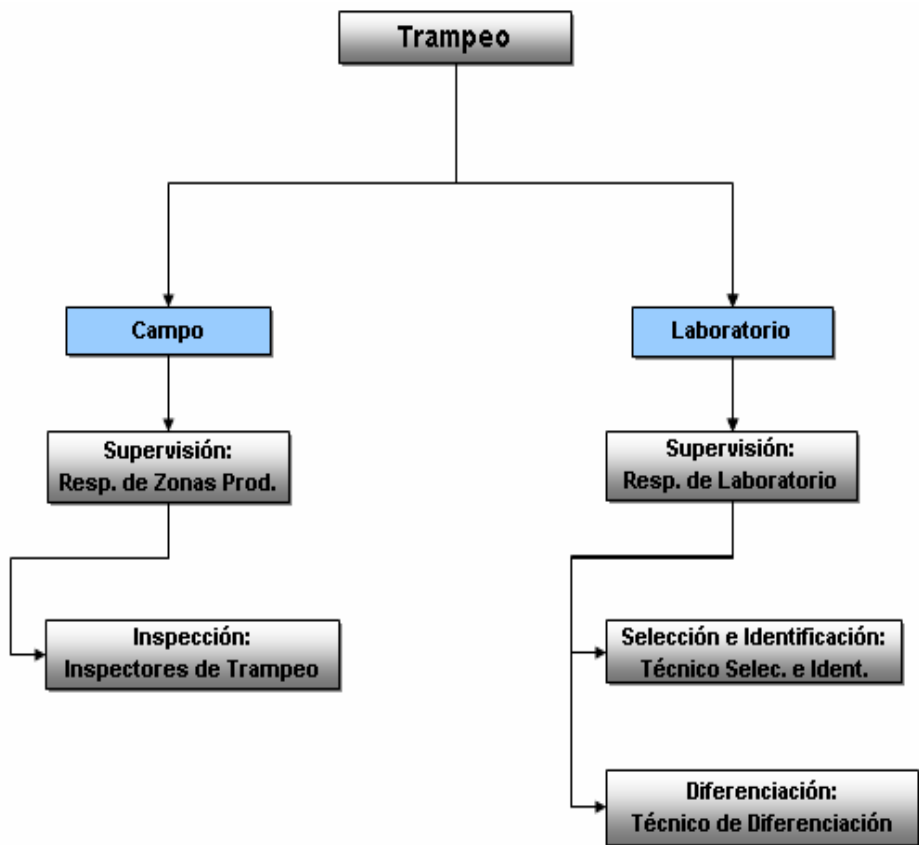 Trampeo
Campo
Laboratorio
Supervisión:
Resp. de Zonas Prod.
Supervisión:
Resp. de Laboratorio
Inspección:
Inspectores de Trampeo
Selección e Identificación:
Técnico Selec. e Ident.
Diferenciación:
Técnico de Diferenciación